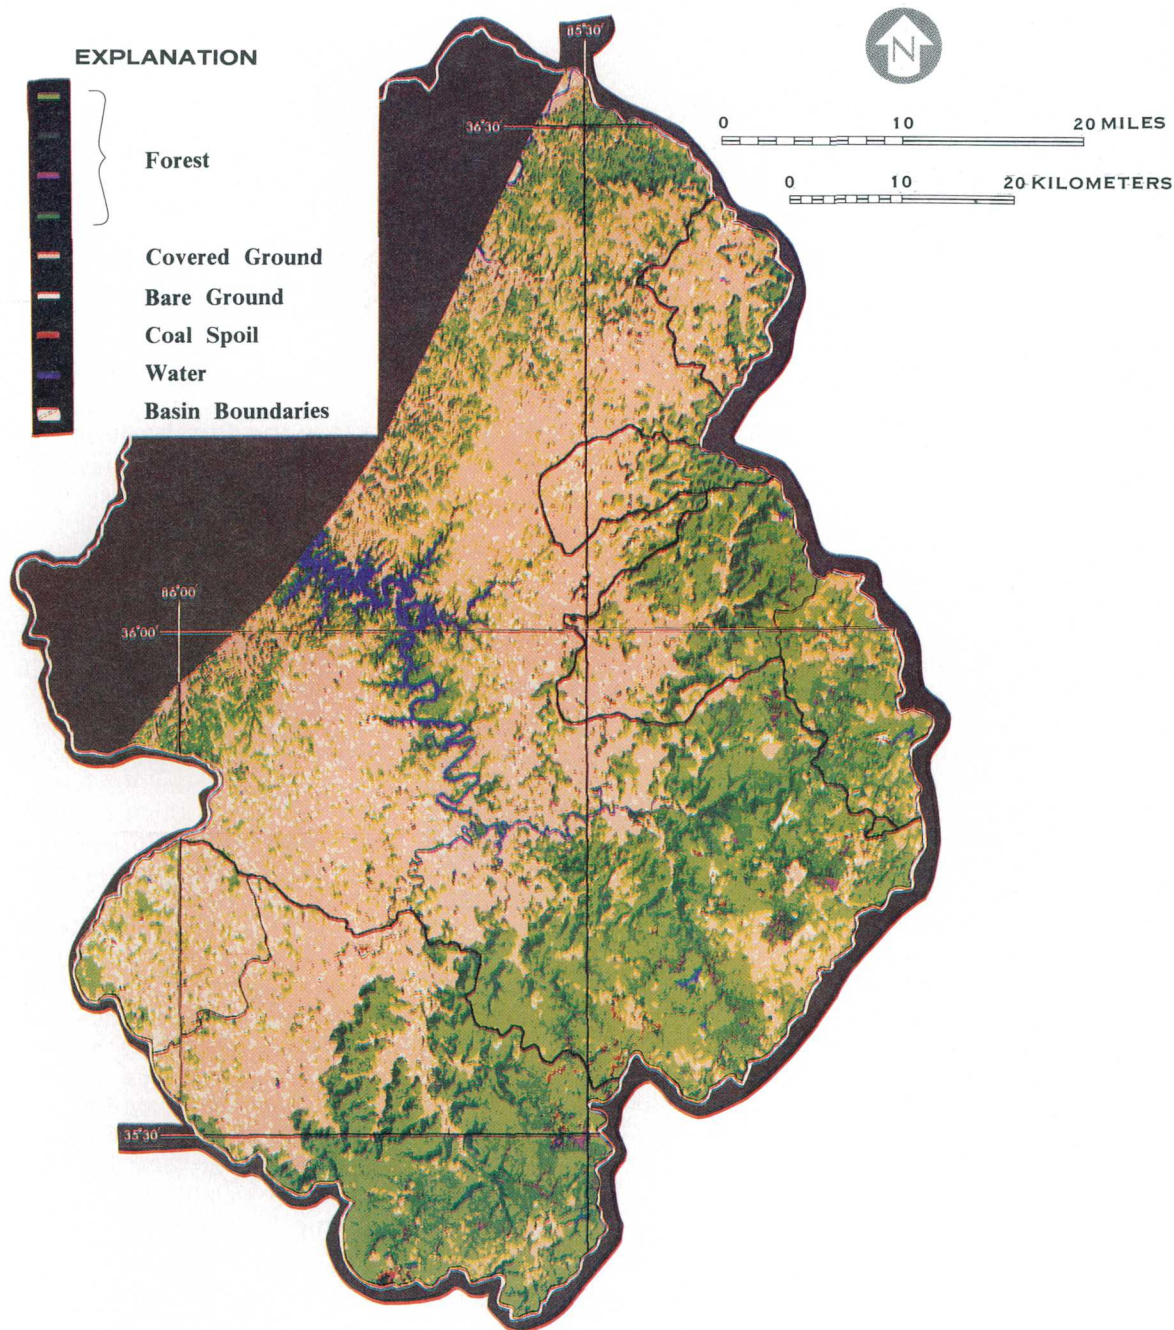 85°30'
N
EXPLANATION
36°30'
0 10 20 MILES
Forest
0 10 20 KILOMETERS
Covered Ground
Bare Ground
Coal Spoil
Water
Basin Boundaries
86°00'
36°00'
35°30'